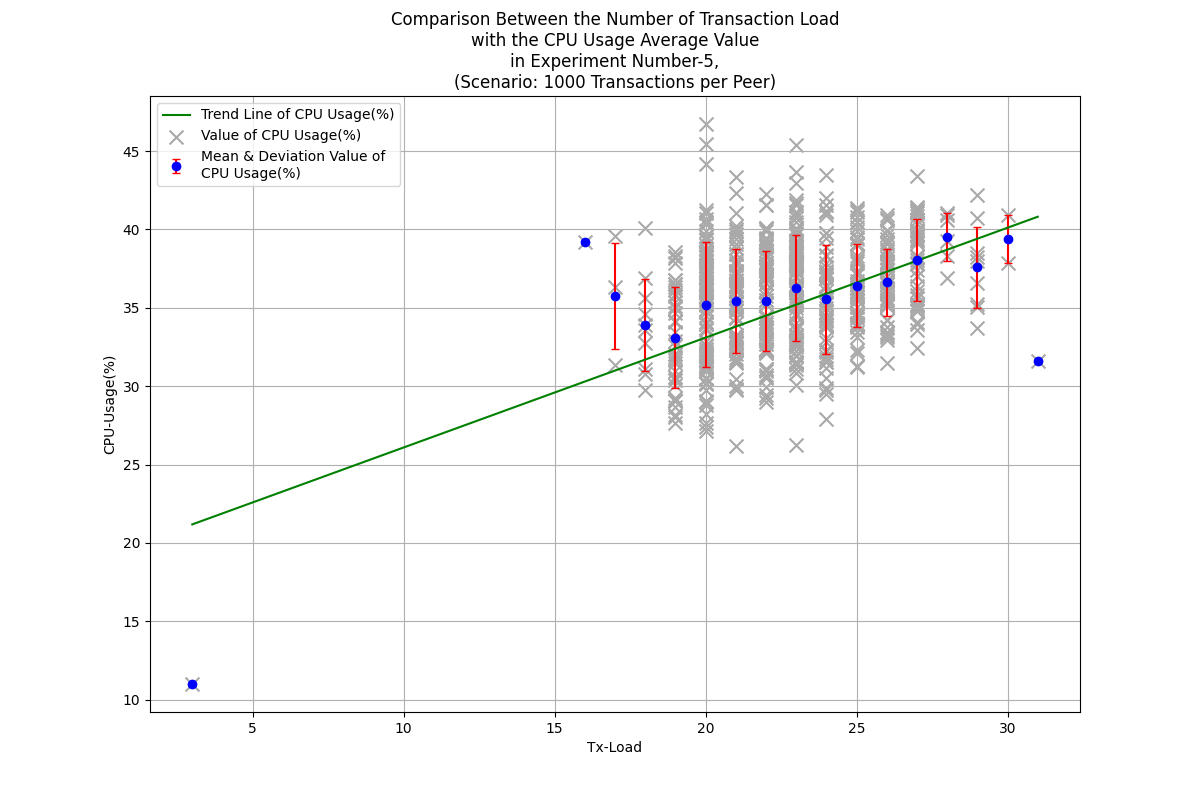 Comparison Between the Number of Transaction Load
with the CPU Usage Average Value
in Experiment Number-5,
(Scenario: 1000 Transactions per Peer)
Trend Line of CPU Usage(%)
Value of CPU Usage(%)
Mean & Deviation Value of
CPU Usage(%)
CPU-Usage(%)
45
40
35
30
25
20
15
10
5
10
15
20
25
30
Tx-Load